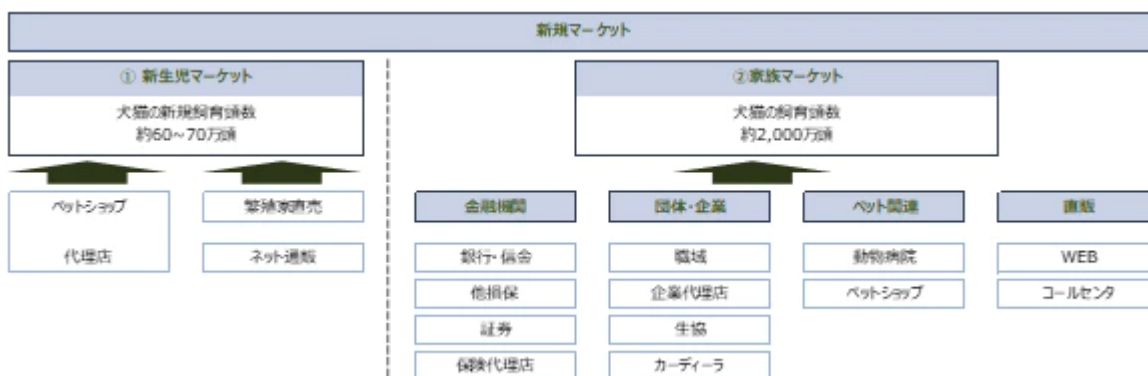 新規マーケット
① 新生児マーケット
犬猫の新規飼育頭数
約60~70万頭
②家族マーケット
犬猫の飼育頭数
約2,000万頭
ペットショップ
代理店
繁殖家直売
ネット通販
金融機関
銀行・信金
他損保
証券
保険代理店
団体・企業
職域
企業代理店
生協
カーディーラ
ペット関連
動物病院
ペットショップ
直販
WEB
コールセンタ